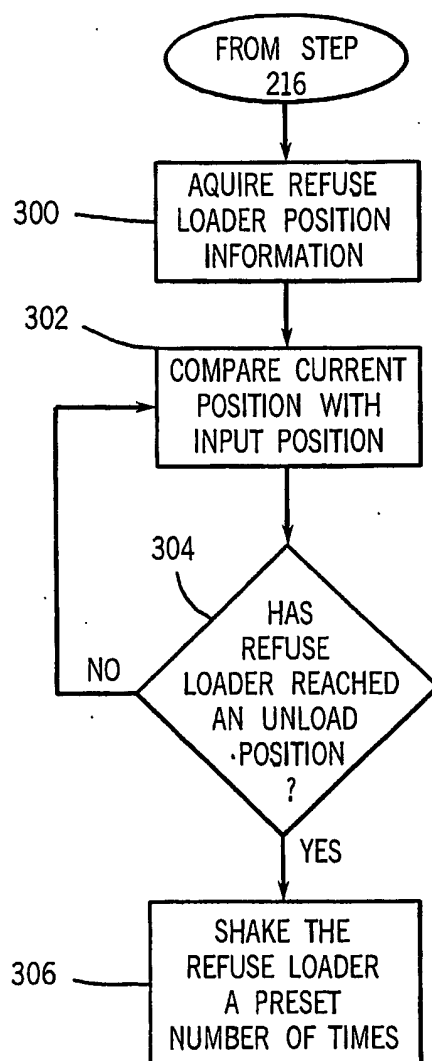 FROM STEP
216
300
AQUIRE REFUSE
LOADER POSITION
INFORMATION
302
COMPARE CURRENT
POSITION WITH
INPUT POSITION
304
HAS
REFUSE
LOADER REACHED
AN UNLOAD
POSITION
?
NO
YES
306
SHAKE THE
REFUSE LOADER
A PRESET
NUMBER OF TIMES